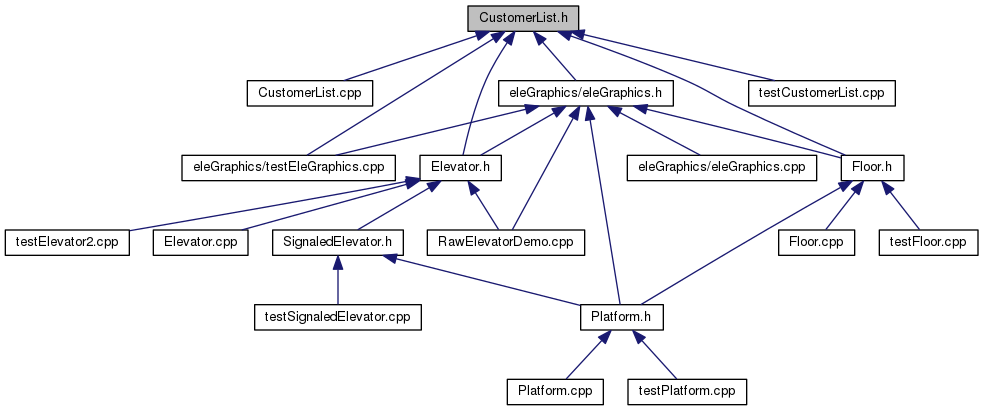 CustomerList.h
CustomerList.cpp
eleGraphics/eleGraphics.h
testCustomerList.cpp
eleGraphics/testEleGraphics.cpp
Elevator.h
eleGraphics/eleGraphics.cpp
Floor.h
testElevator2.cpp
Elevator.cpp
SignaledElevator.h
RawElevatorDemo.cpp
Floor.cpp
testFloor.cpp
testSignaledElevator.cpp
Platform.h
Platform.cpp
testPlatform.cpp